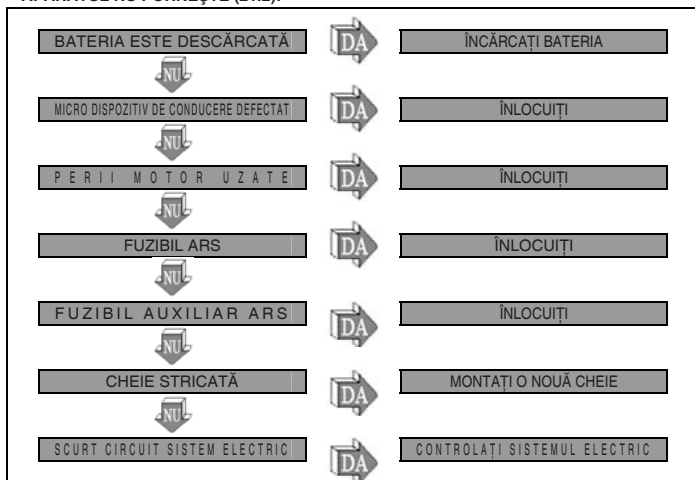 APARATUL NU PORNEȘTE (24.2):
BATERIA ESTE DESCĂRCATĂ DA ÎNCĂRCAȚI BATERIA
NU
MICRO DISPOZITIV DE CONDUCERE DEFECTAT DA ÎNLOCUIȚI
NU
PERII MOTOR UZATE DA ÎNLOCUIȚI
NU
FUZIBIL ARS DA ÎNLOCUIȚI
NU
FUZIBIL AUXILIAR ARS DA ÎNLOCUIȚI
NU
CHEIE STRICATĂ DA MONTAȚI O NOUĂ CHEIE
NU
SCURT CIRCUIT SISTEM ELECTRIC DA CONTROLAȚI SISTEMUL ELECTRIC